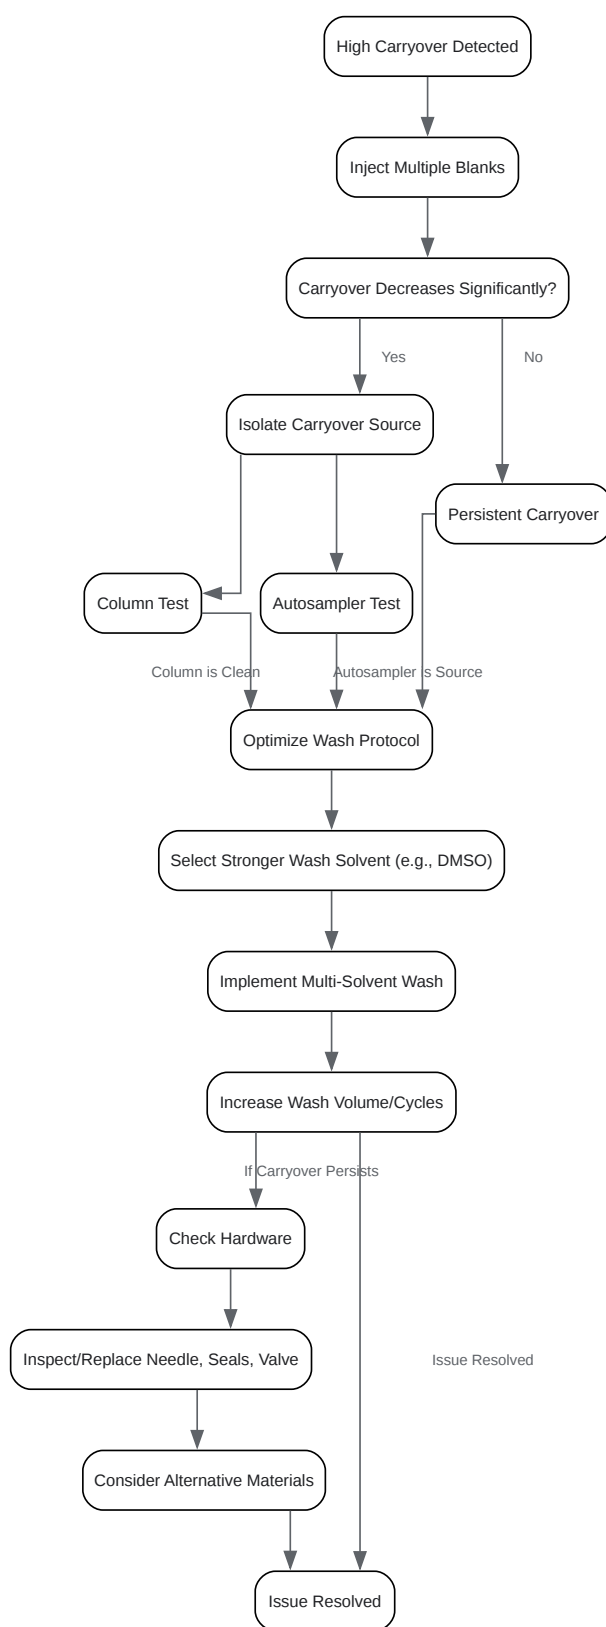 High Carryover Detected
Inject Multiple Blanks
Carryover Decreases Significantly?
Yes
No
Isolate Carryover Source
Persistent Carryover
Column Test
Autosampler Test
Column is Clean
Autosampler is Source
Optimize Wash Protocol
Select Stronger Wash Solvent (e.g., DMSO)
Implement Multi-Solvent Wash
Increase Wash Volume/Cycles
If Carryover Persists
Check Hardware
Inspect/Replace Needle, Seals, Valve
Issue Resolved
Consider Alternative Materials
Issue Resolved